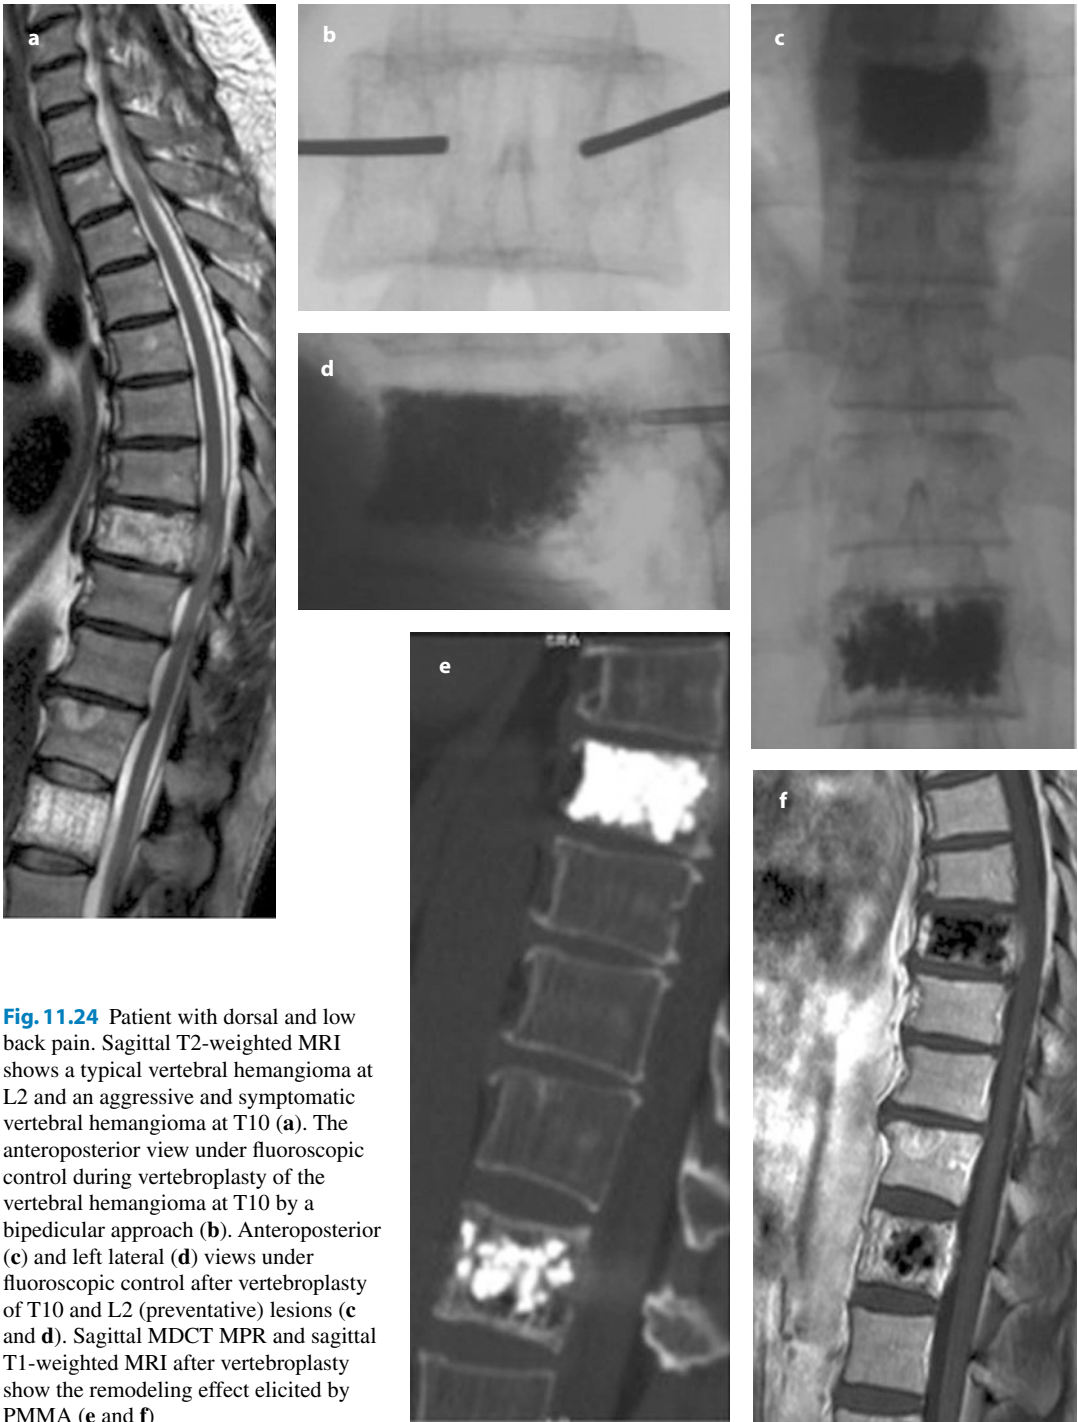 a
b
c
d
e
f
Fig. 11.24 Patient with dorsal and low
back pain. Sagittal T2-weighted MRI
shows a typical vertebral hemangioma at
L2 and an aggressive and symptomatic
vertebral hemangioma at T10 (a). The
anteroposterior view under fluoroscopic
control during vertebroplasty of the
vertebral hemangioma at T10 by a
bipedicular approach (b). Anteroposterior
(c) and left lateral (d) views under
fluoroscopic control after vertebroplasty
of T10 and L2 (preventative) lesions (c
and d). Sagittal MDCT MPR and sagittal
T1-weighted MRI after vertebroplasty
show the remodeling effect elicited by
PMMA (e and f)